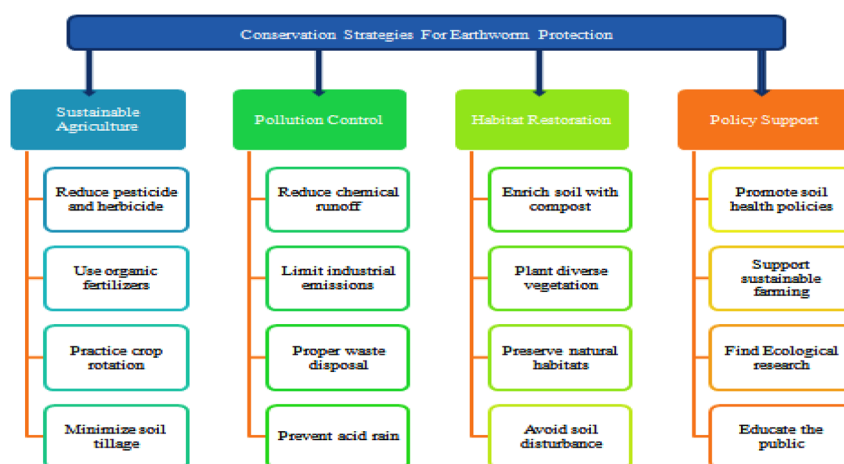 Conservation Strategies For Earthworm Protection
Sustainable
Agriculture
Pollution Control
Habitat Restoration
Policy Support
Reduce pesticide
and herbicide
Reduce chemical
runoff
Enrich soil with
compost
Promote soil
health policies
Use organic
fertilizers
Limit industrial
emissions
Plant diverse
vegetation
Support
sustainable
farming
Practice crop
rotation
Proper waste
disposal
Preserve natural
habitats
Find Ecological
research
Minimize soil
tillage
Prevent acid rain
Avoid soil
disturbance
Educate the
public